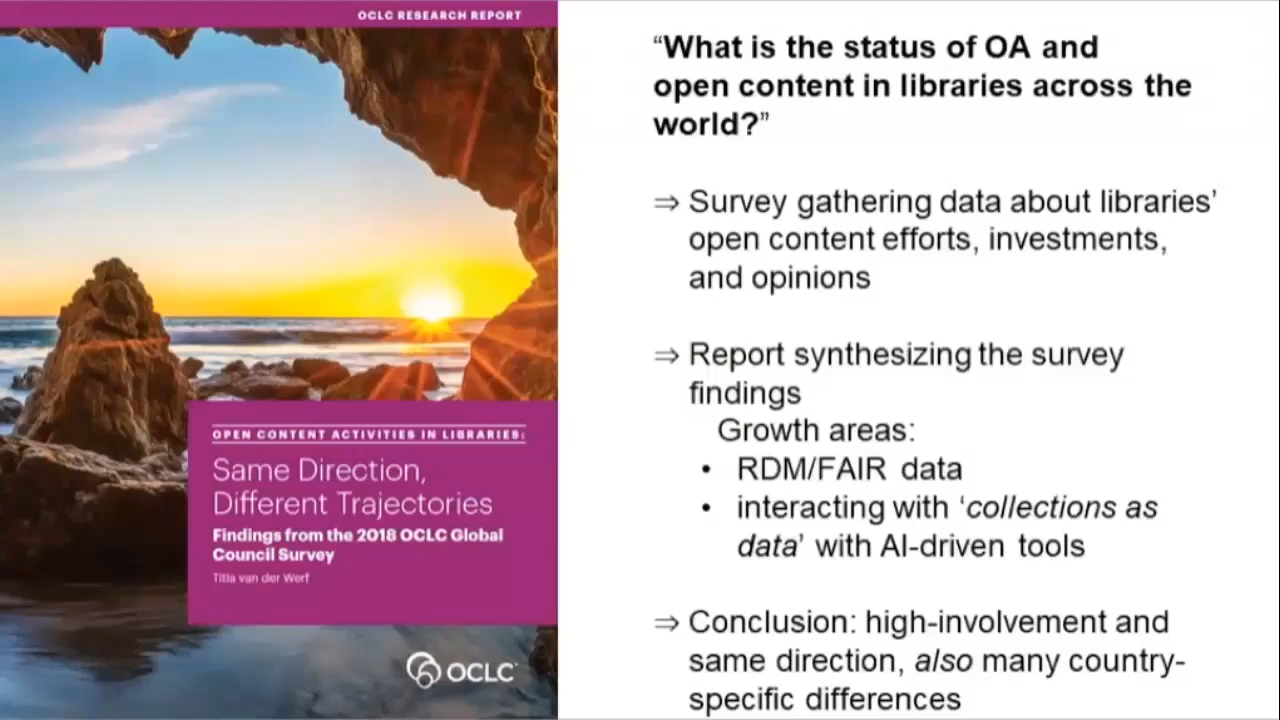 OCLC RESEARCH REPORT
OPEN CONTENT ACTIVITIES IN LIBRARIES:
Same Direction,
Different Trajectories
Findings from the 2018 OCLC Global
Council Survey
Titia van der Werf
OCLC
“What is the status of OA and
open content in libraries across the
world?”
⇒ Survey gathering data about libraries’
open content efforts, investments,
and opinions
⇒ Report synthesizing the survey
findings
Growth areas:
• RDM/FAIR data
• interacting with ‘collections as
data’ with AI-driven tools
⇒ Conclusion: high-involvement and
same direction, also many country-
specific differences